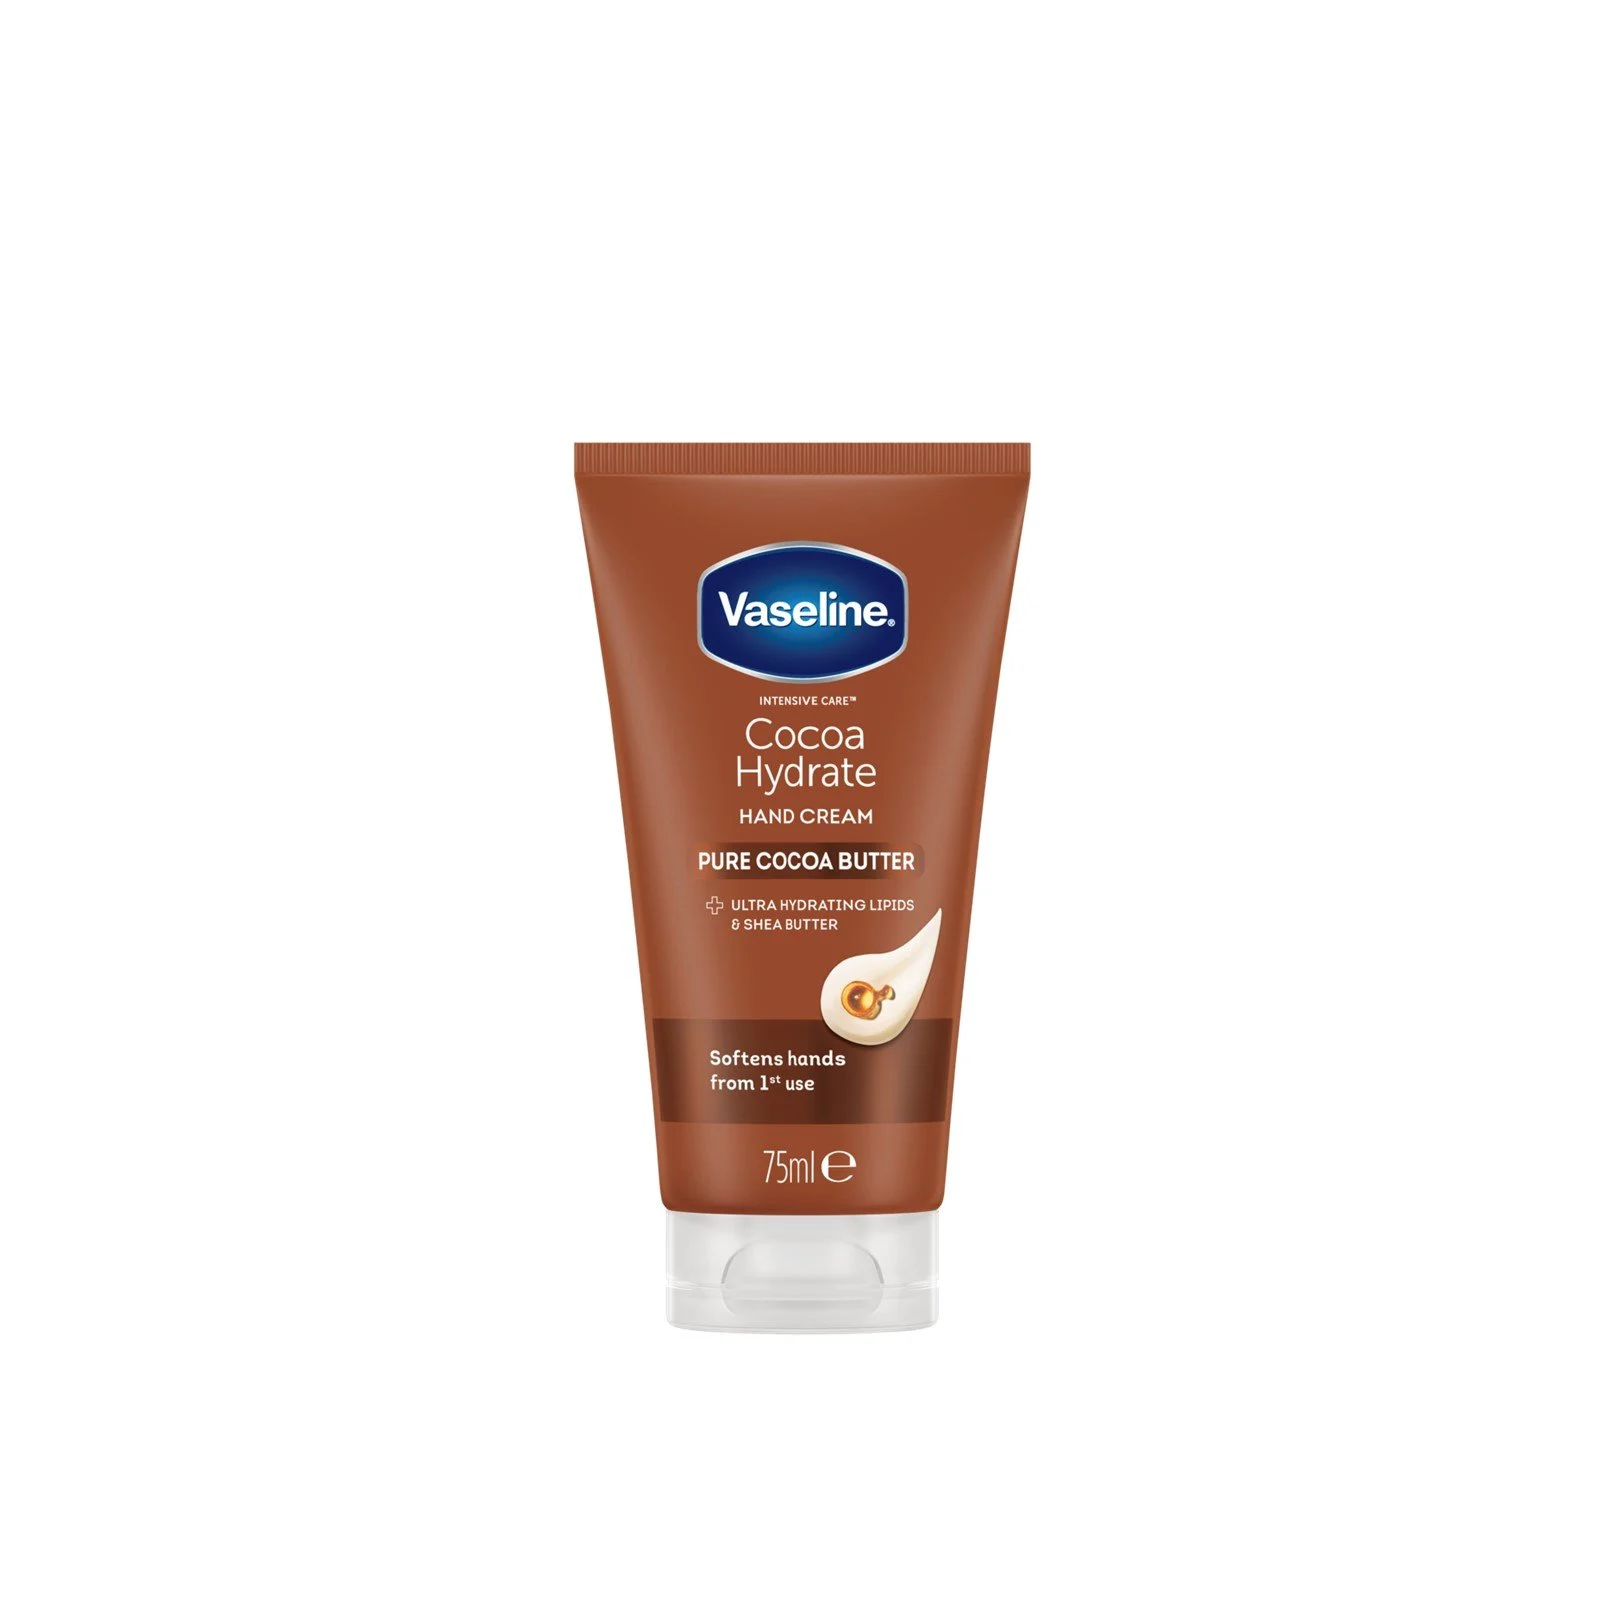 Vaseline®
INTENSIVE CARE™
Cocoa
Hydrate
HAND CREAM
PURE COCOA BUTTER
ULTRA HYDRATING LIPIDS
& SHEA BUTTER
Softens hands
from 1st use
75ml ℮